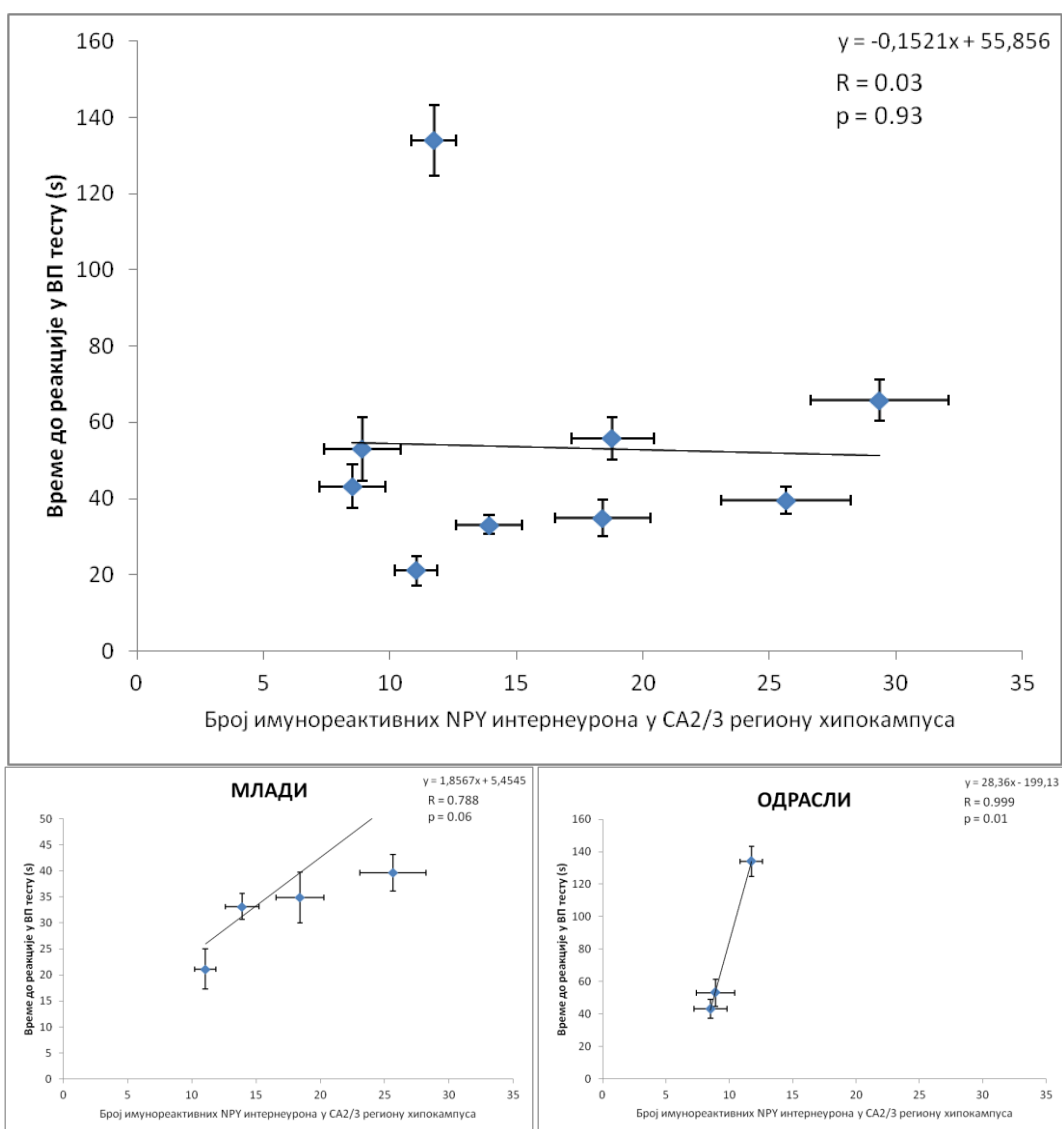 y = -0,1521x + 55,856
R = 0.03
p = 0.93
160
140
120
100
80
60
40
20
0
Време до реакције у ВП тесту (s)
0 5 10 15 20 25 30 35
Број имунореактивних NPY интернеурона у CA2/3 региону хипокампуса
МЛАДИ
y = 1,8567x + 5,4545
R = 0.788
p = 0.06
50
45
40
35
30
25
20
15
10
5
0
Време до реакције у ВП тесту (s)
0 5 10 15 20 25 30 35
Број имунореактивних NPY интернеурона у CA2/3 региону хипокампуса
ОДРАСЛИ
y = 28,36x - 199,13
R = 0.999
p = 0.01
160
140
120
100
80
60
40
20
0
Време до реакције у ВП тесту (s)
0 5 10 15 20 25 30 35
Број имунореактивних NPY интернеурона у CA2/3 региону хипокампуса